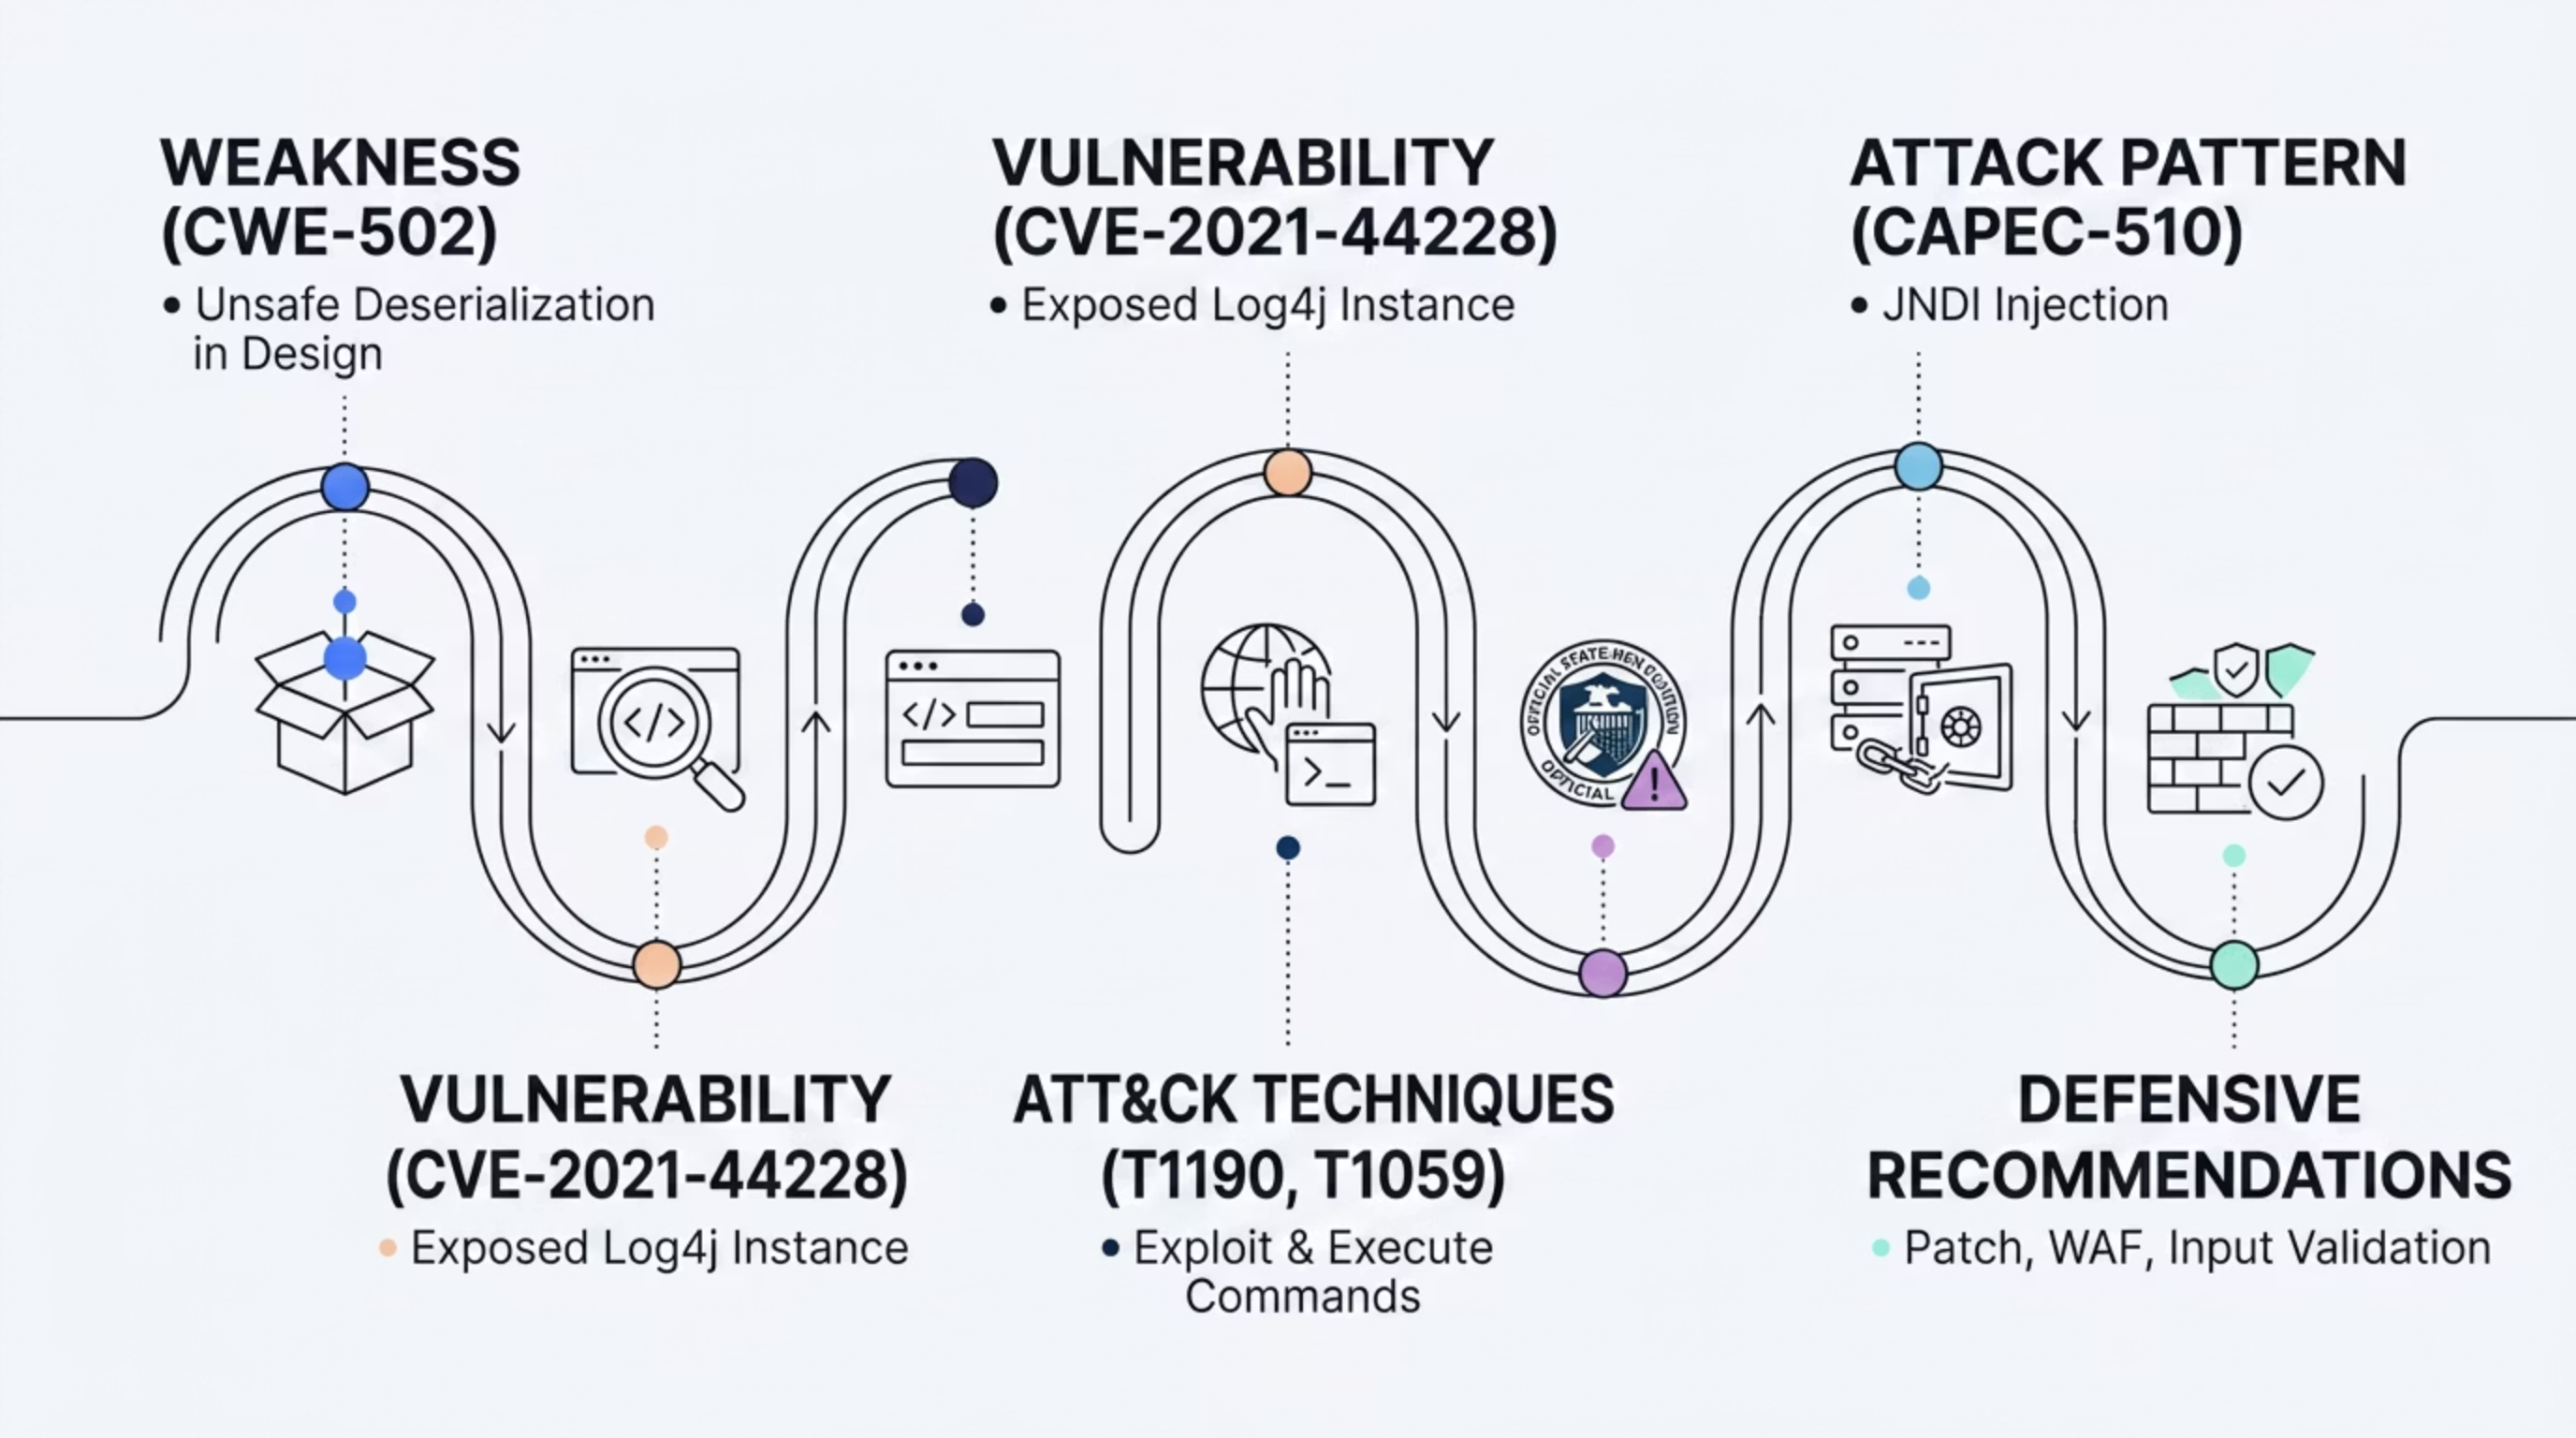 WEAKNESS
(CWE-502)
• Unsafe Deserialization
in Design
VULNERABILITY
(CVE-2021-44228)
• Exposed Log4j Instance
ATTACK PATTERN
(CAPEC-510)
• JNDI Injection
</>
</>
>_
OFFICIAL STATE
!
VULNERABILITY
(CVE-2021-44228)
• Exposed Log4j Instance
ATT&CK TECHNIQUES
(T1190, T1059)
• Exploit & Execute
Commands
DEFENSIVE
RECOMMENDATIONS
• Patch, WAF, Input Validation